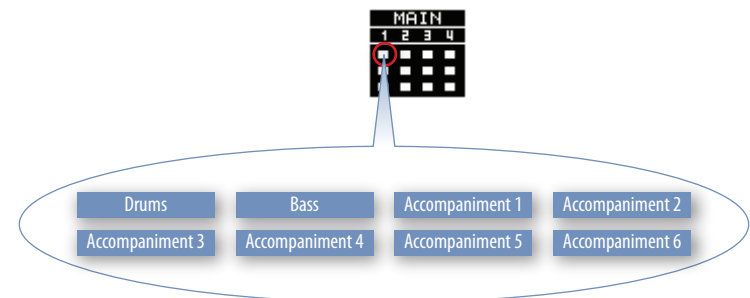 MAIN
1 2 3 4
Drums Bass Accompaniment 1 Accompaniment 2
Accompaniment 3 Accompaniment 4 Accompaniment 5 Accompaniment 6